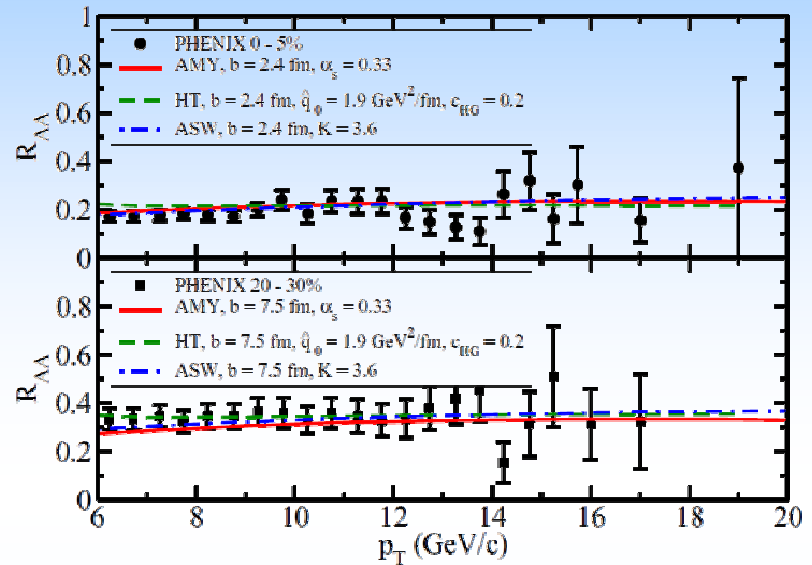 1
0.8
0.6
0.4
0.2
0
R_AA
PHENIX 0 - 5%
AMY, b = 2.4 fm, α_s = 0.33
HT, b = 2.4 fm, q̂_0 = 1.9 GeV²/fm, c_HG = 0.2
ASW, b = 2.4 fm, K = 3.6
0.8
0.6
0.4
0.2
0
R_AA
PHENIX 20 - 30%
AMY, b = 7.5 fm, α_s = 0.33
HT, b = 7.5 fm, q̂_0 = 1.9 GeV²/fm, c_HG = 0.2
ASW, b = 7.5 fm, K = 3.6
6 8 10 12 14 16 18 20
p_T (GeV/c)